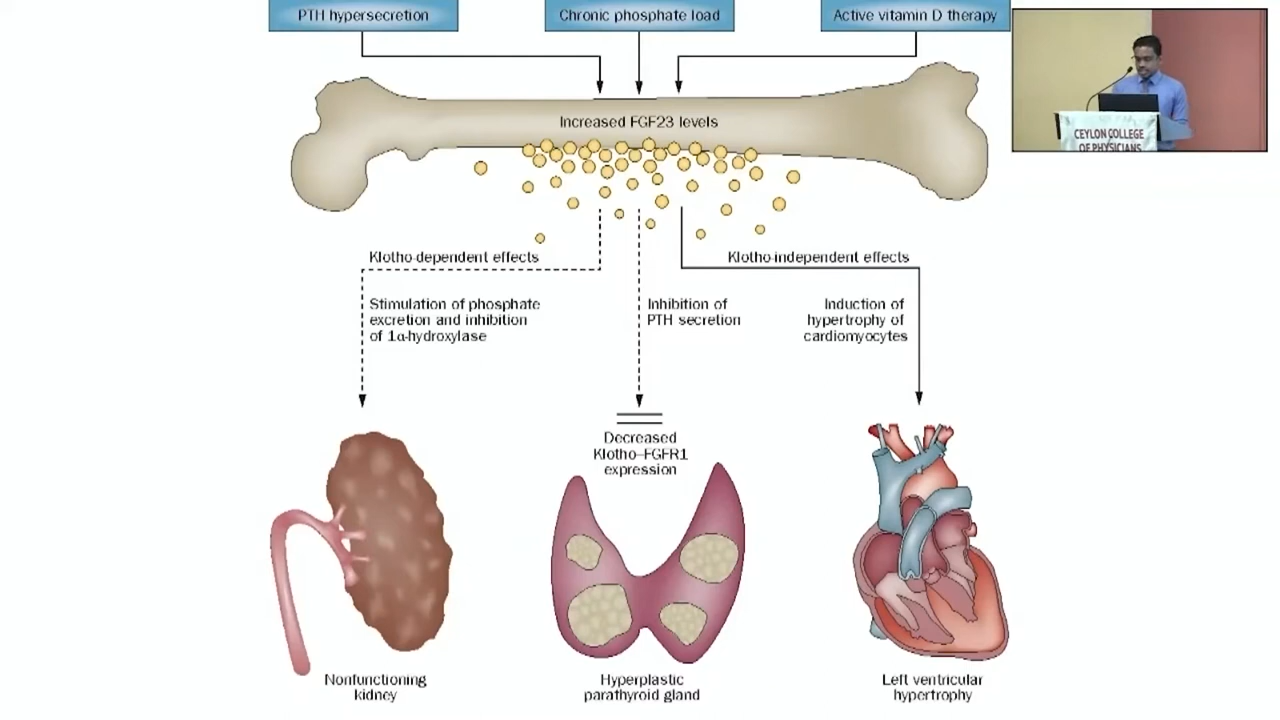 PTH hypersecretion
Chronic phosphate load
Active vitamin D therapy
CEYLON COLLEGE
OF PHYSICIANS
Increased FGF23 levels
Klotho-dependent effects
Klotho-independent effects
Stimulation of phosphate
excretion and inhibition
of 1α-hydroxylase
Inhibition of
PTH secretion
Induction of
hypertrophy of
cardiomyocytes
Decreased
Klotho–FGFR1
expression
Nonfunctioning
kidney
Hyperplastic
parathyroid gland
Left ventricular
hypertrophy